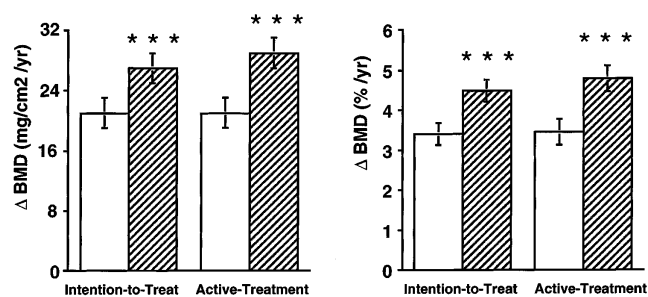 32
24
16
8
0
Δ BMD (mg/cm2 /yr)
* * *
* * *
Intention-to-Treat Active-Treatment
6
5
4
3
2
1
0
Δ BMD (% /yr)
* * *
* * *
Intention-to-Treat Active-Treatment